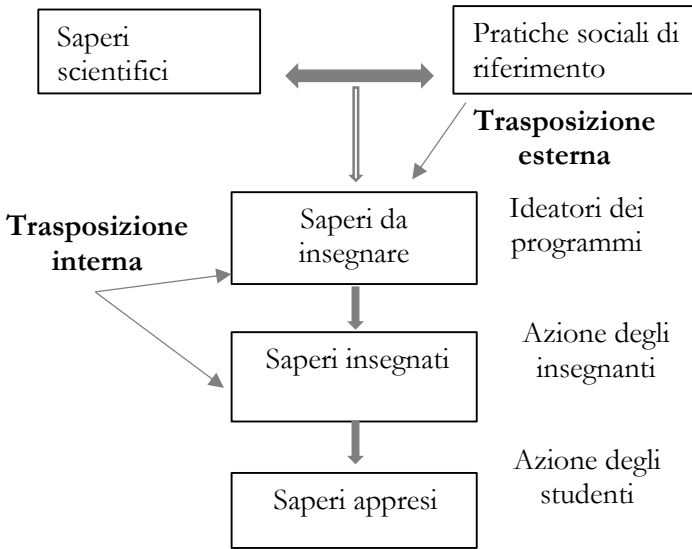 Saperi
scientifici
Pratiche sociali di
riferimento
Trasposizione
esterna
Saperi da
insegnare
Ideatori dei
programmi
Trasposizione
interna
Saperi insegnati
Azione degli
insegnanti
Saperi appresi
Azione degli
studenti